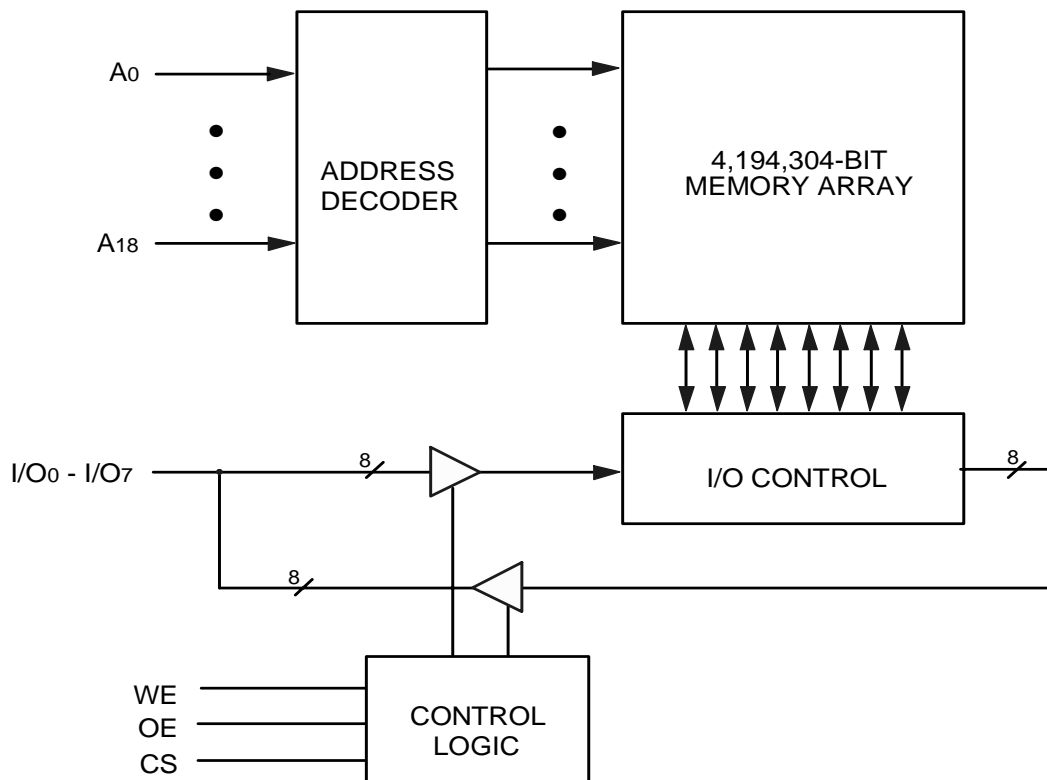 A0
A18
ADDRESS
DECODER
4,194,304-BIT
MEMORY ARRAY
I/O0 - I/O7
8
I/O CONTROL
8
8
WE
OE
CS
CONTROL
LOGIC